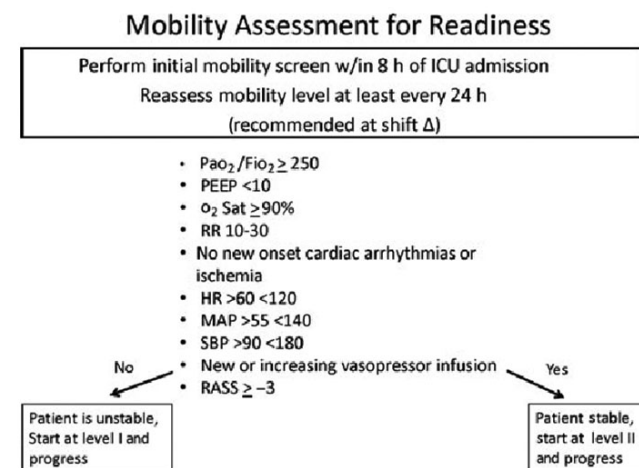 Mobility Assessment for Readiness
Perform initial mobility screen w/in 8 h of ICU admission
Reassess mobility level at least every 24 h
(recommended at shift Δ)
• Pao₂/Fio₂ ≥ 250
• PEEP <10
• O₂ Sat ≥90%
• RR 10-30
• No new onset cardiac arrhythmias or
ischemia
• HR >60 <120
• MAP >55 <140
• SBP >90 <180
• New or increasing vasopressor infusion
• RASS ≥ –3
No
Yes
Patient is unstable,
Start at level I and
progress
Patient stable,
start at level II
and progress